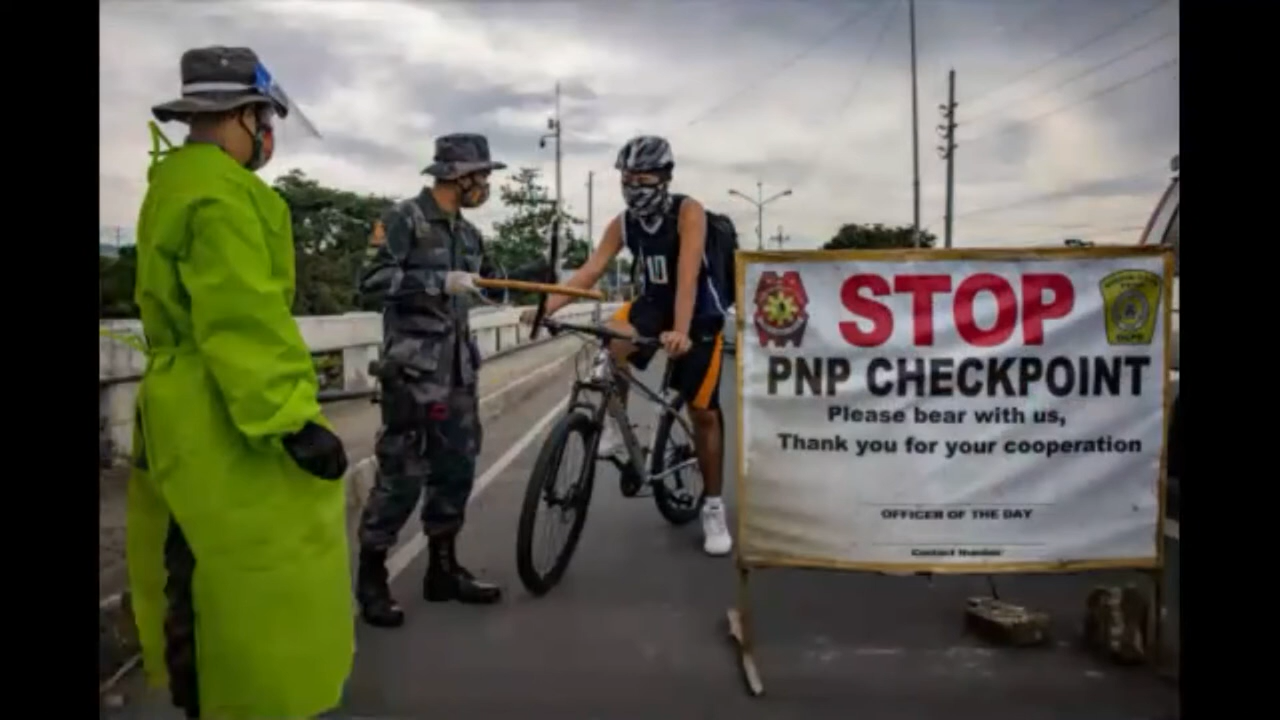 STOP
PNP CHECKPOINT
Please bear with us,
Thank you for your cooperation
OFFICER OF THE DAY
Contact Number
10